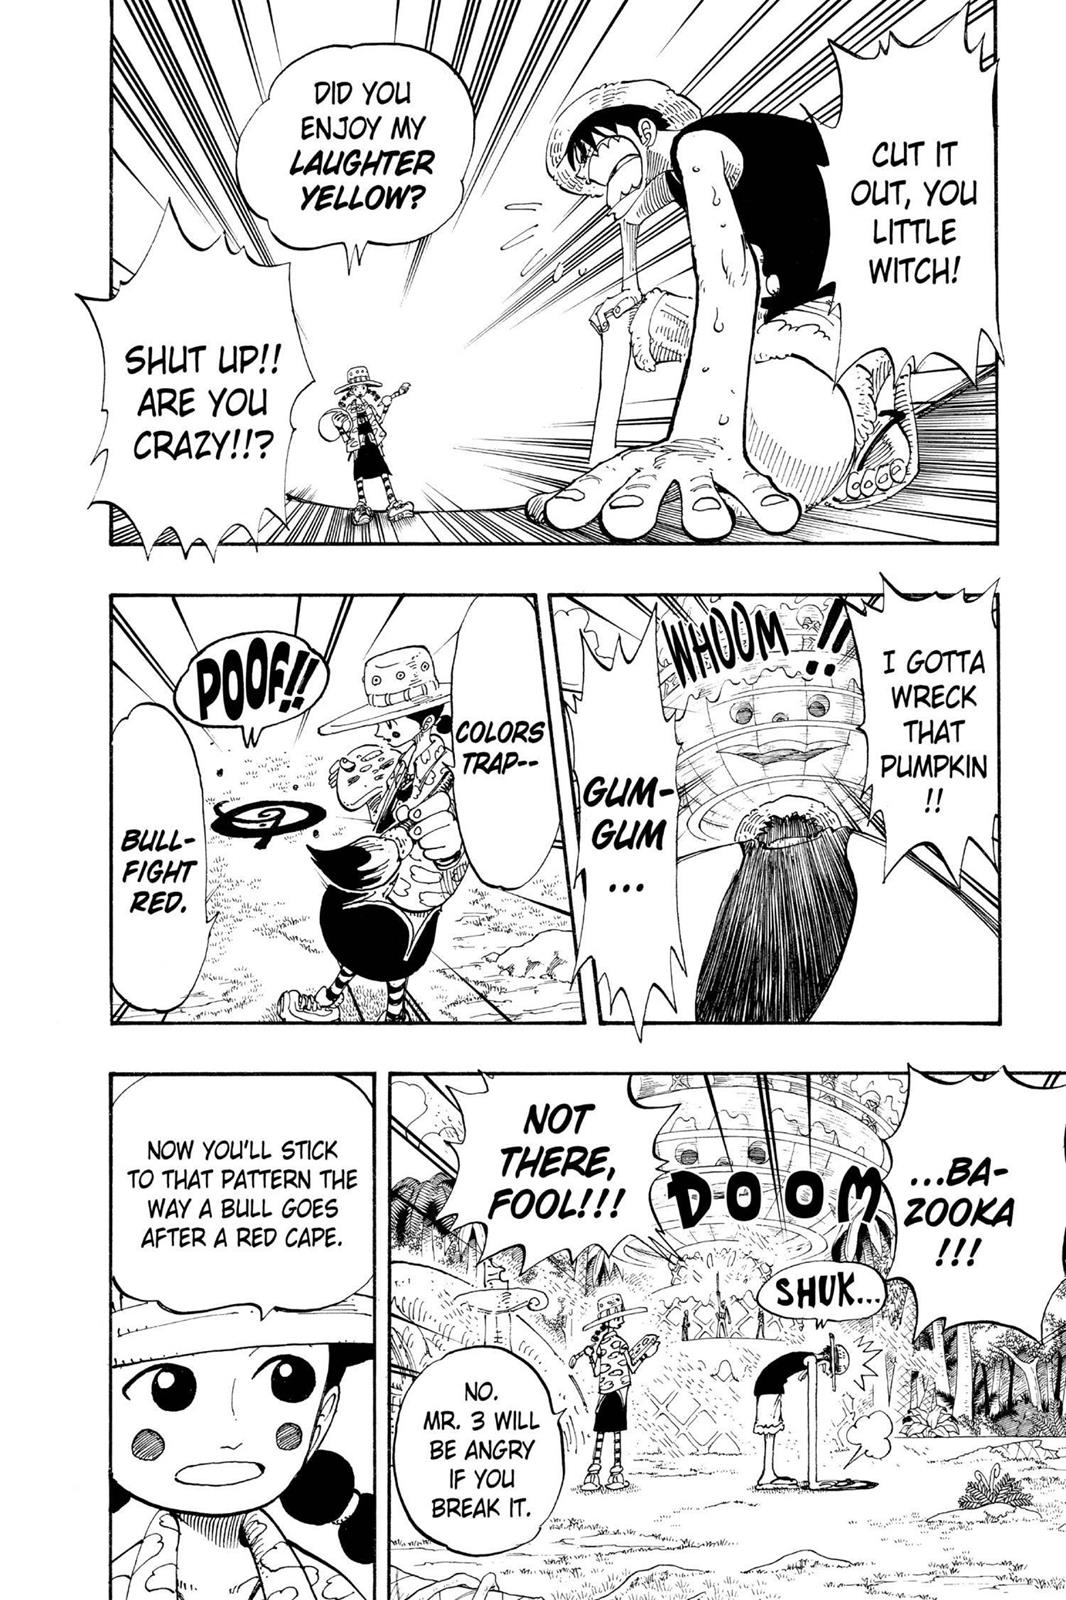 CUT IT
OUT, YOU
LITTLE
WITCH!
DID YOU
ENJOY MY
LAUGHTER
YELLOW?
SHUT UP!!
ARE YOU
CRAZY!!?
I GOTTA
WRECK
THAT
PUMPKIN
!!
WHOOM!!
GUM-
GUM
...
COLORS
TRAP--
POOF!!
BULL-
FIGHT
RED.
...BA-
ZOOKA
!!!
DOOM
NOT
THERE,
FOOL!!!
SHUK...
NO.
MR. 3 WILL
BE ANGRY
IF YOU
BREAK IT.
NOW YOU'LL STICK
TO THAT PATTERN THE
WAY A BULL GOES
AFTER A RED CAPE.